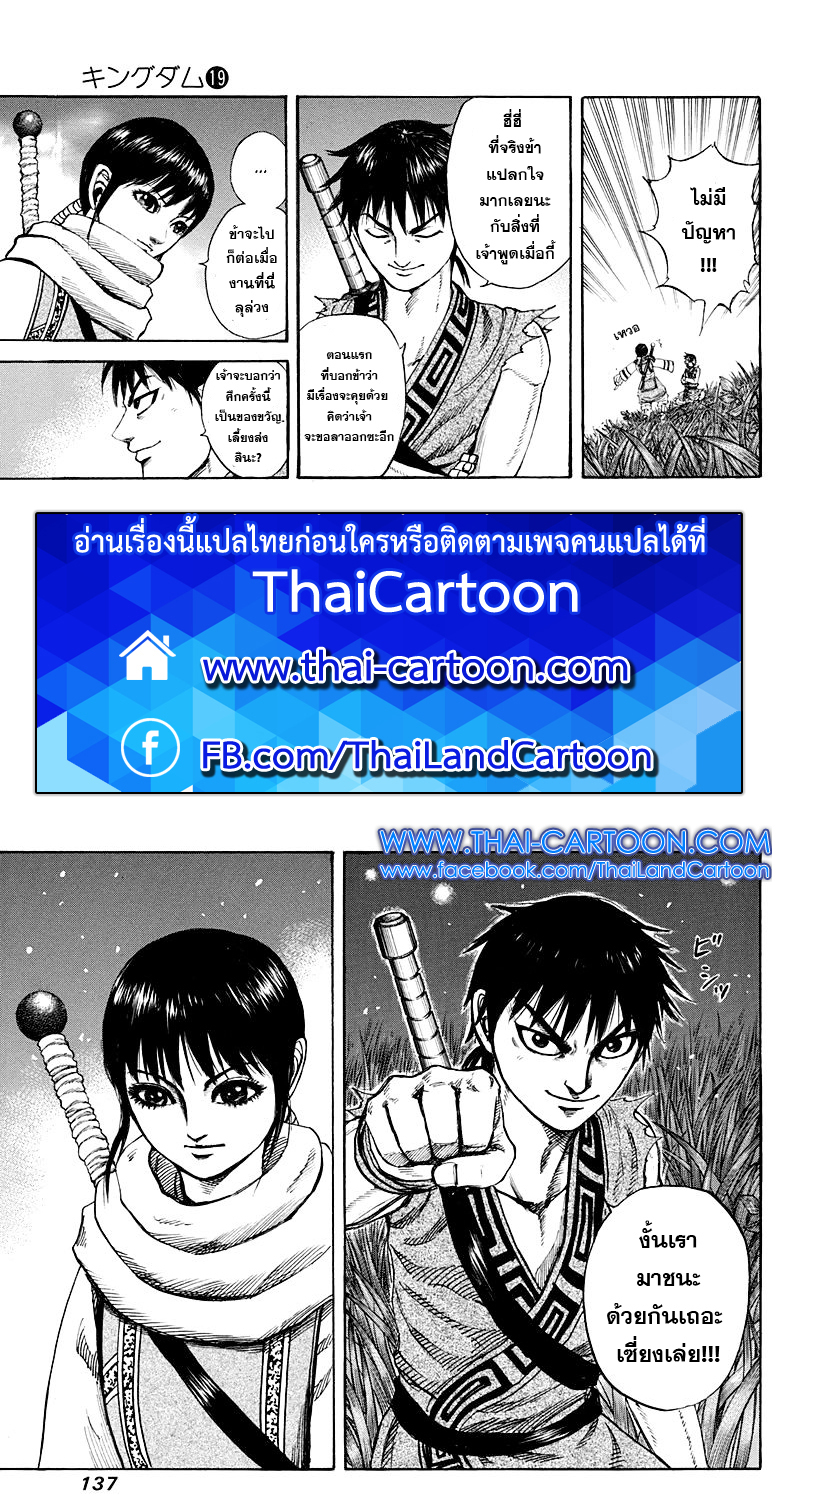 キングダム⓳
ไม่มี
ปัญหา
!!!
เหวอ
ฮี่ฮี่
ที่จริงข้า
แปลกใจ
มากเลยนะ
กับสิ่งที่
เจ้าพูดเมื่อกี้
ตอนแรก
ที่บอกข้าว่า
มีเรื่องจะคุยด้วย
คิดว่าเจ้า
จะขอลาออกซะอีก
...
ข้าจะไป
ก็ต่อเมื่อ
งานที่นี่
ลุล่วง
เจ้าจะบอกว่า
ศึกครั้งนี้
เป็นของขวัญ
เลี้ยงส่ง
สินะ?
อ่านเรื่องนี้แปลไทยก่อนใครหรือติดตามเพจคนแปลได้ที่
ThaiCartoon
www.thai-cartoon.com
f
FB.com/ThaiLandCartoon
WWW.THAI-CARTOON.COM
www.facebook.com/ThaiLandCartoon
ビシッ
งั้นเรา
มาชนะ
ด้วยกันเถอะ
เซี่ยงเล่ย!!!
137